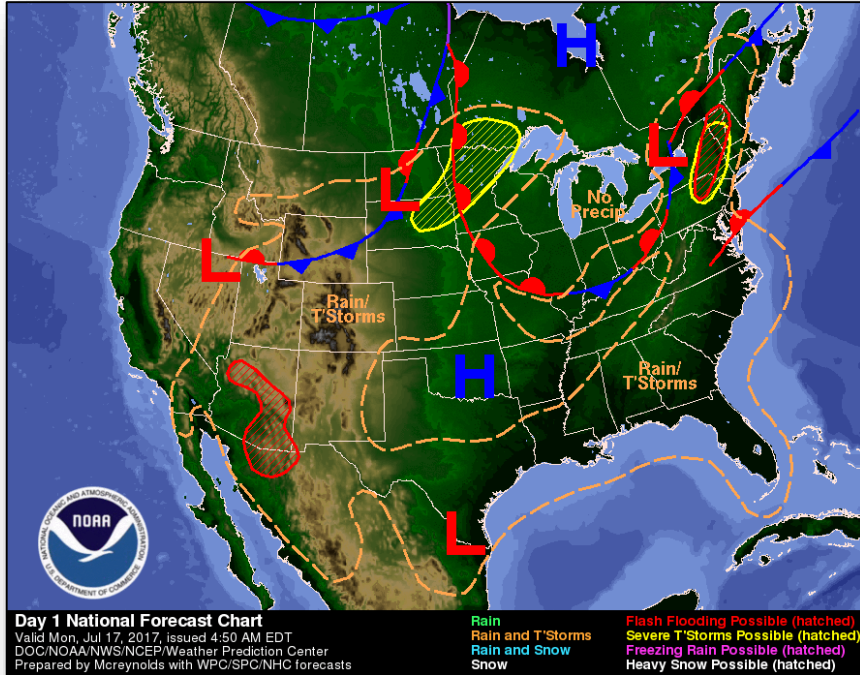 H
L
L
L
No
Precip
Rain/
T'Storms
H
Rain/
T'Storms
L
NATIONAL OCEANIC AND ATMOSPHERIC ADMINISTRATION
NOAA
U.S. DEPARTMENT OF COMMERCE
Day 1 National Forecast Chart
Valid Mon, Jul 17, 2017, issued 4:50 AM EDT
DOC/NOAA/NWS/NCEP/Weather Prediction Center
Prepared by Mcreynolds with WPC/SPC/NHC forecasts
Rain
Rain and T'Storms
Rain and Snow
Snow
Flash Flooding Possible (hatched)
Severe T'Storms Possible (hatched)
Freezing Rain Possible (hatched)
Heavy Snow Possible (hatched)